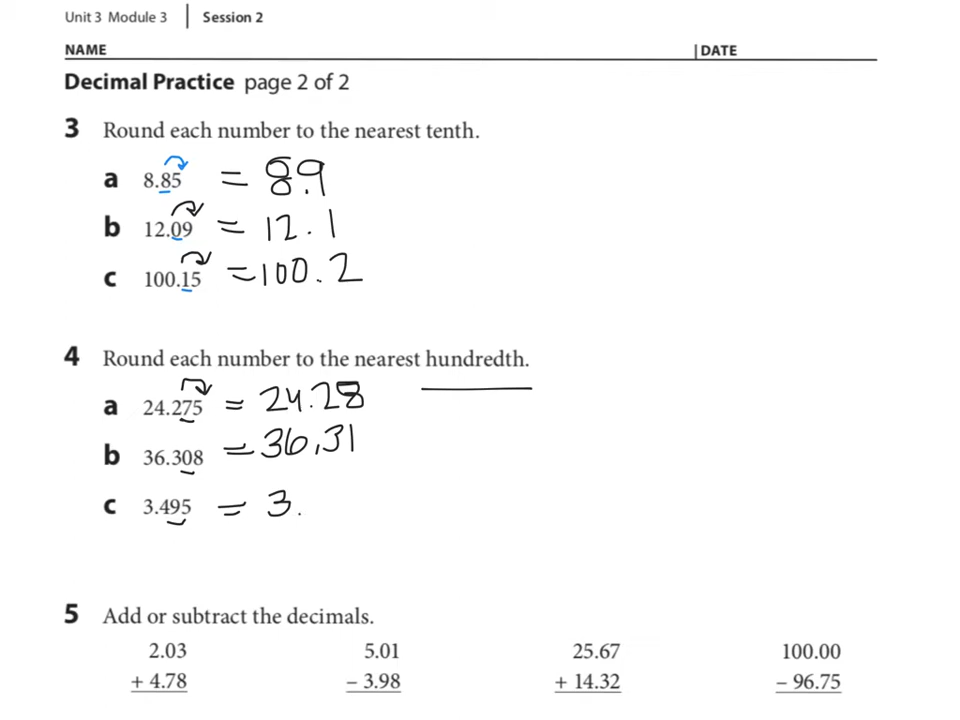 Unit 3 Module 3 | Session 2
NAME | DATE
Decimal Practice page 2 of 2
3 Round each number to the nearest tenth.
a 8.85 = 8.9
b 12.09 = 12.1
c 100.15 = 100.2
4 Round each number to the nearest hundredth.
a 24.275 = 24.28
b 36.308 = 36.31
c 3.495 = 3.
5 Add or subtract the decimals.
2.03 5.01 25.67 100.00
+ 4.78 – 3.98 + 14.32 – 96.75